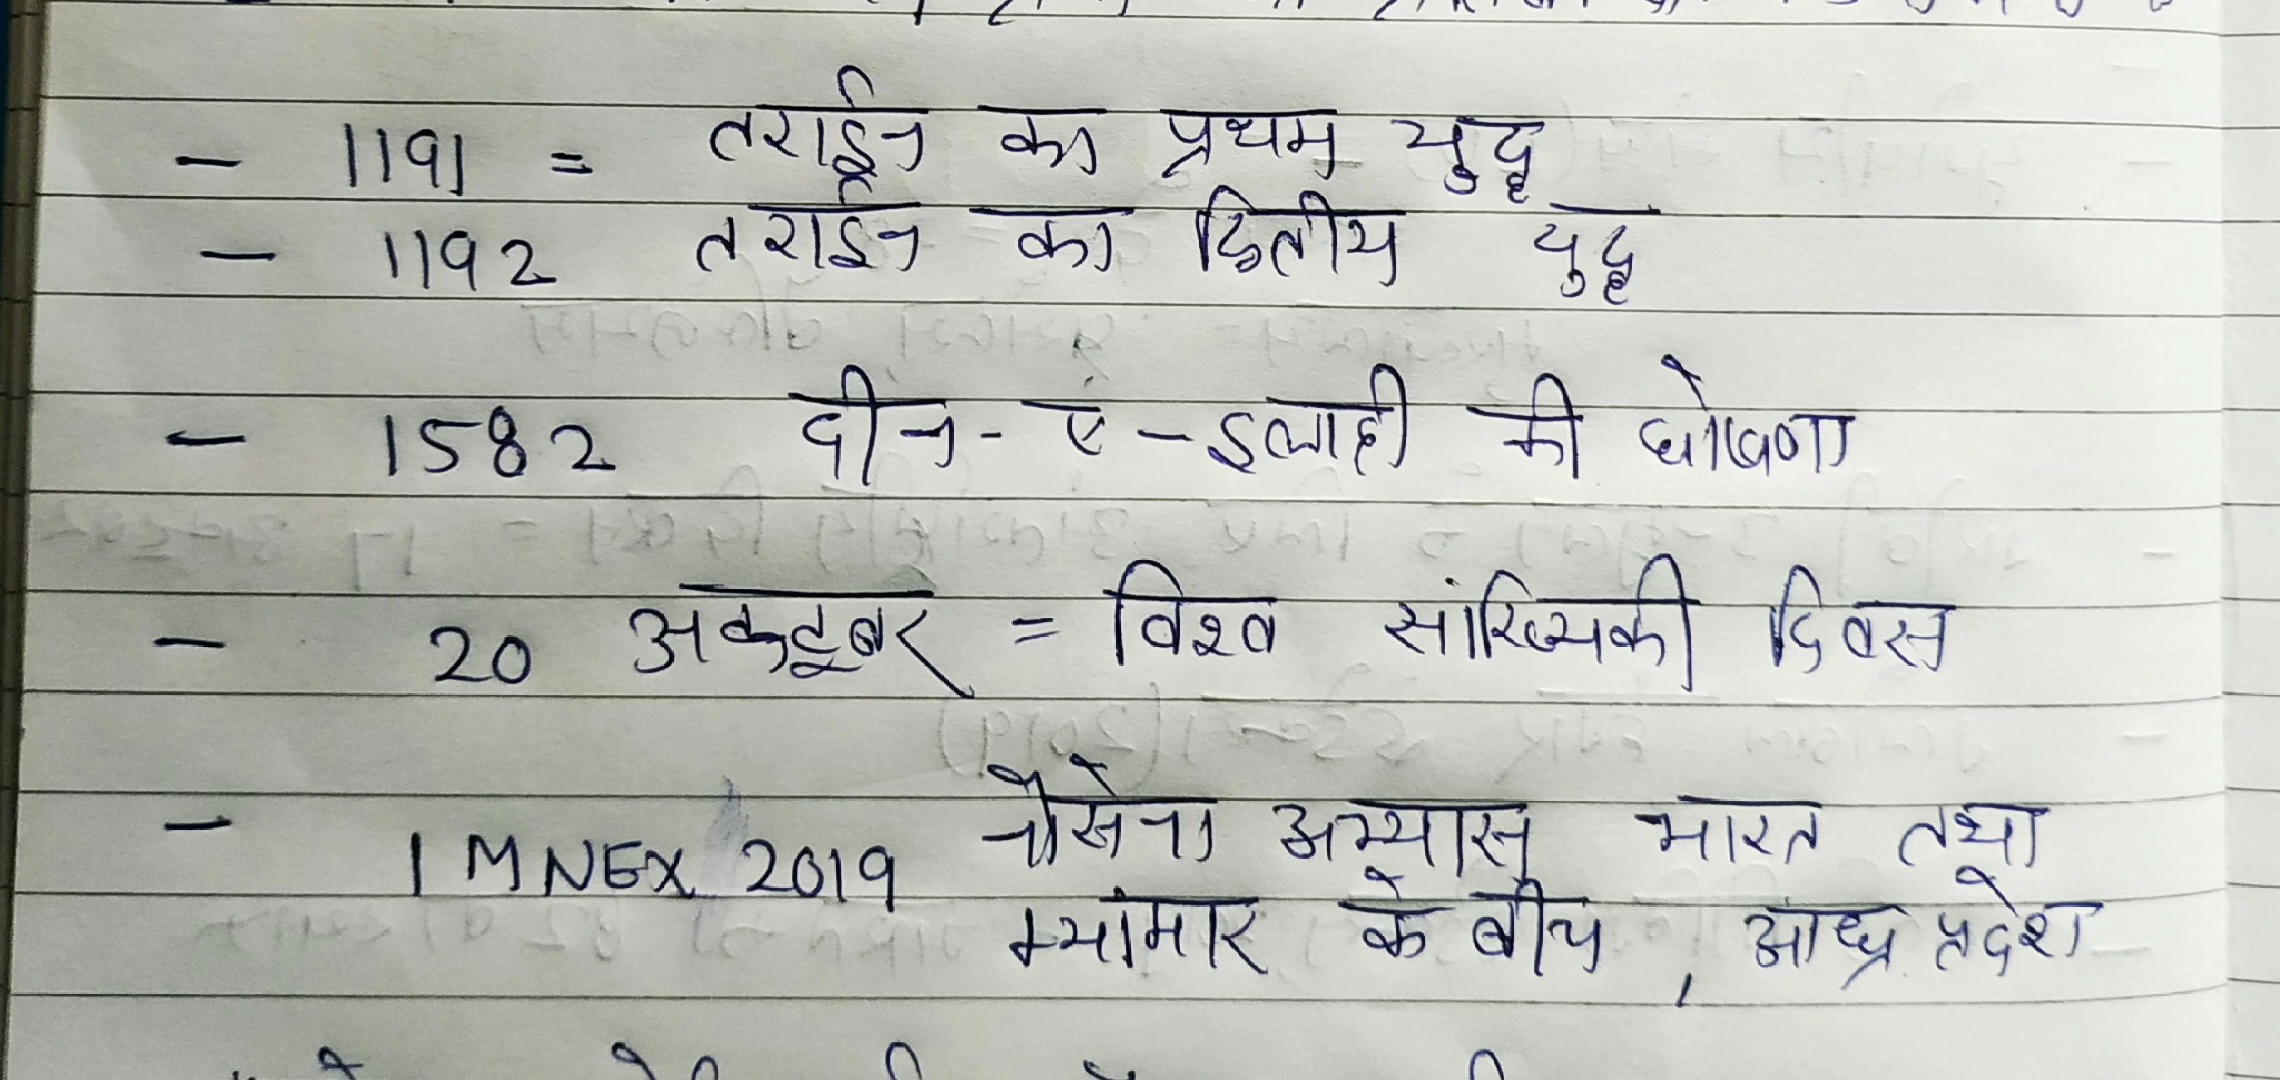 - 1191 = तराईन का प्रथम युद्ध
- 1192 तराईन का द्वितीय युद्ध
- 1582 दीन-ए-इलाही की घोषणा
- 20 अकटूबर = विश्व सांख्यिकी दिवस
- IMNEX 2019 नौसेना अभ्यास भारत तथा
म्यांमार के बीच, आंध्र प्रदेश